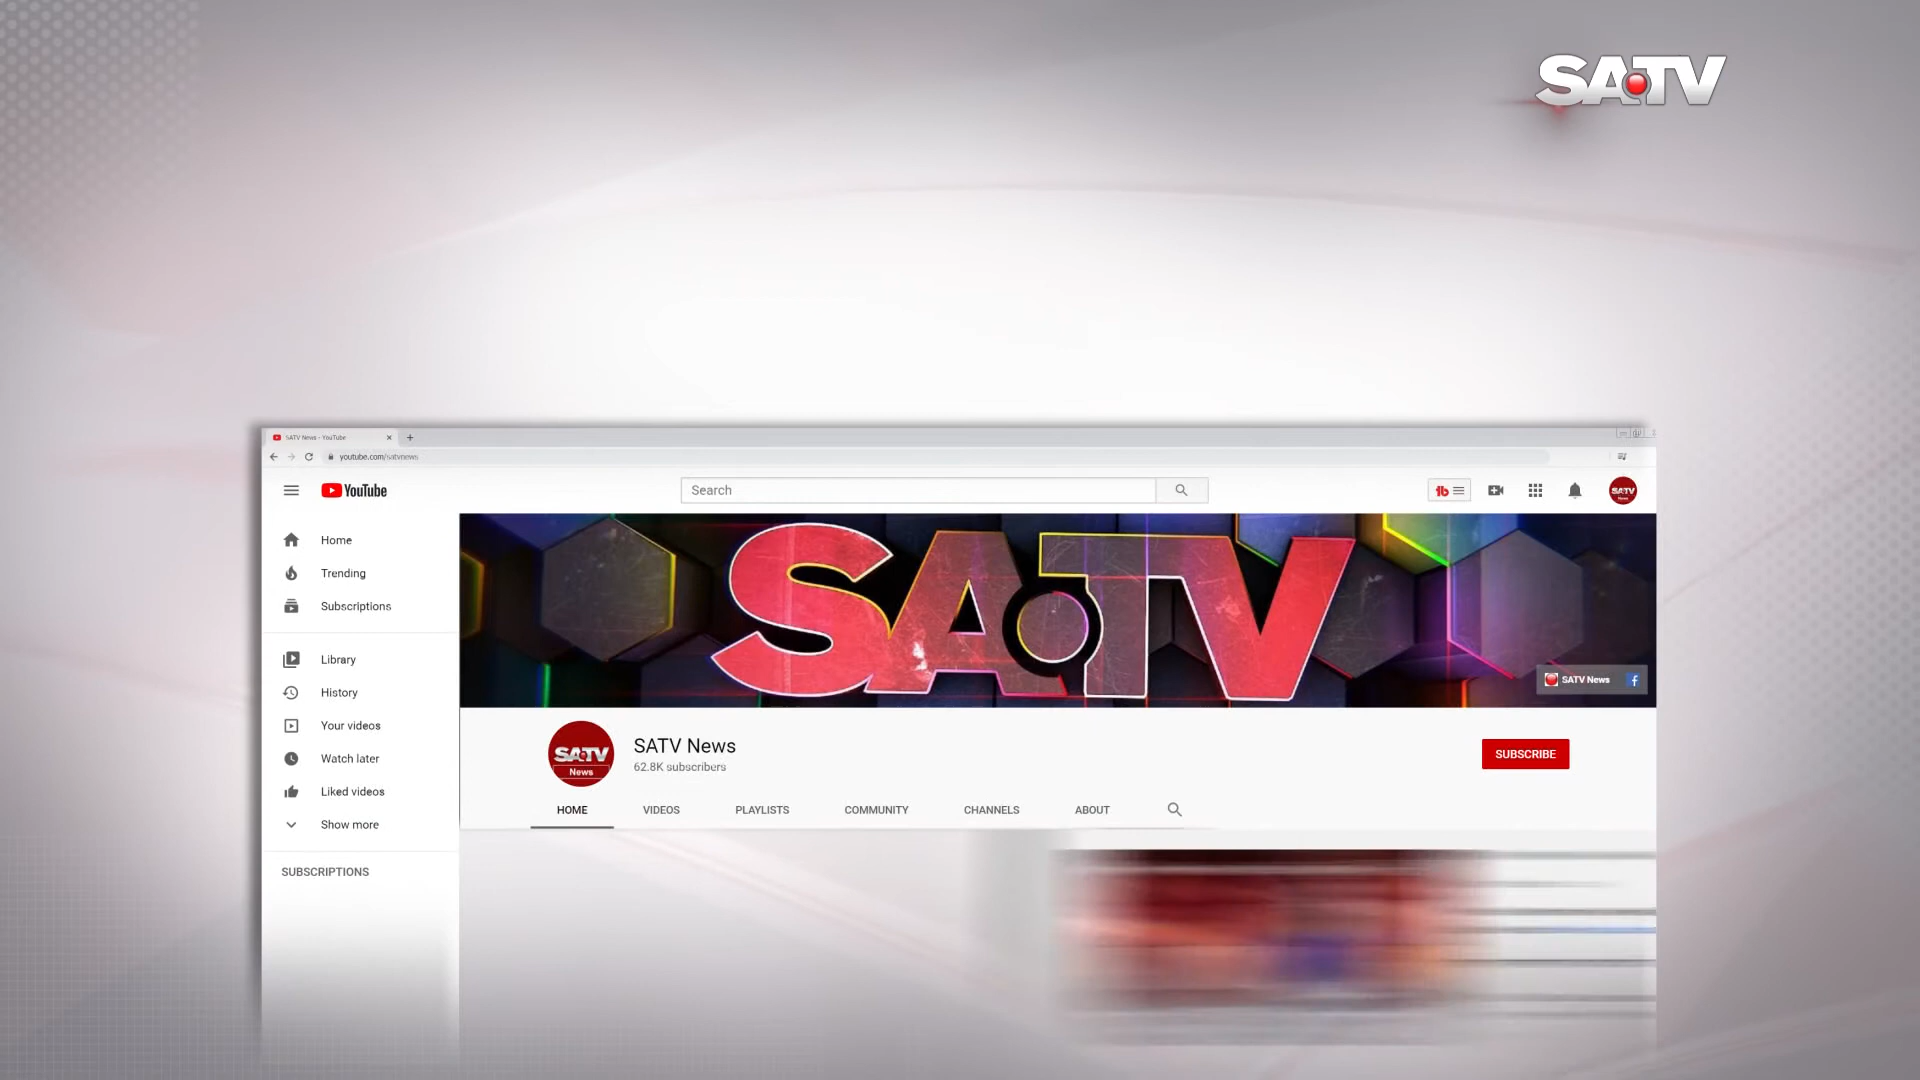 SATV
SATV News - YouTube
youtube.com/satvnews
YouTube
Search
SATV
Home
Trending
Subscriptions
Library
History
Your videos
Watch later
Liked videos
Show more
SUBSCRIPTIONS
SATV
SATV News
SATV
News
SATV News
62.8K subscribers
SUBSCRIBE
HOME VIDEOS PLAYLISTS COMMUNITY CHANNELS ABOUT